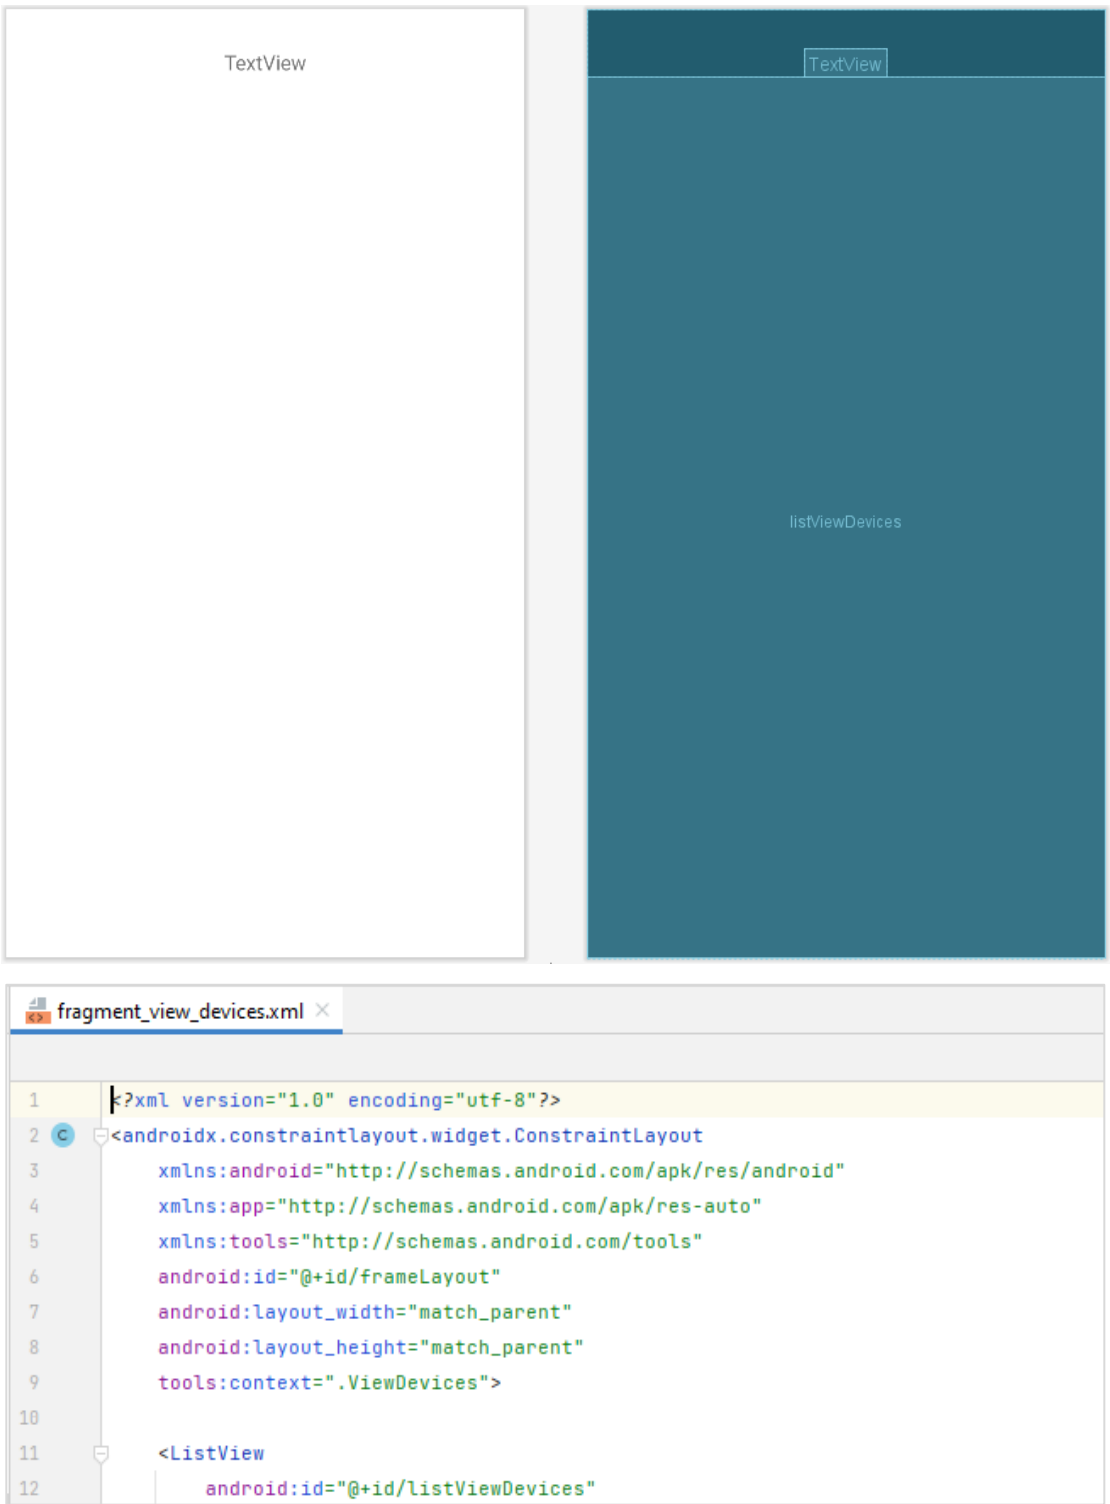 TextView
TextView
listViewDevices
fragment_view_devices.xml
1 <?xml version="1.0" encoding="utf-8"?>
2 C <androidx.constraintlayout.widget.ConstraintLayout
3 xmlns:android="http://schemas.android.com/apk/res/android"
4 xmlns:app="http://schemas.android.com/apk/res-auto"
5 xmlns:tools="http://schemas.android.com/tools"
6 android:id="@+id/frameLayout"
7 android:layout_width="match_parent"
8 android:layout_height="match_parent"
9 tools:context=".ViewDevices">
10
11 <ListView
12 android:id="@+id/listViewDevices"